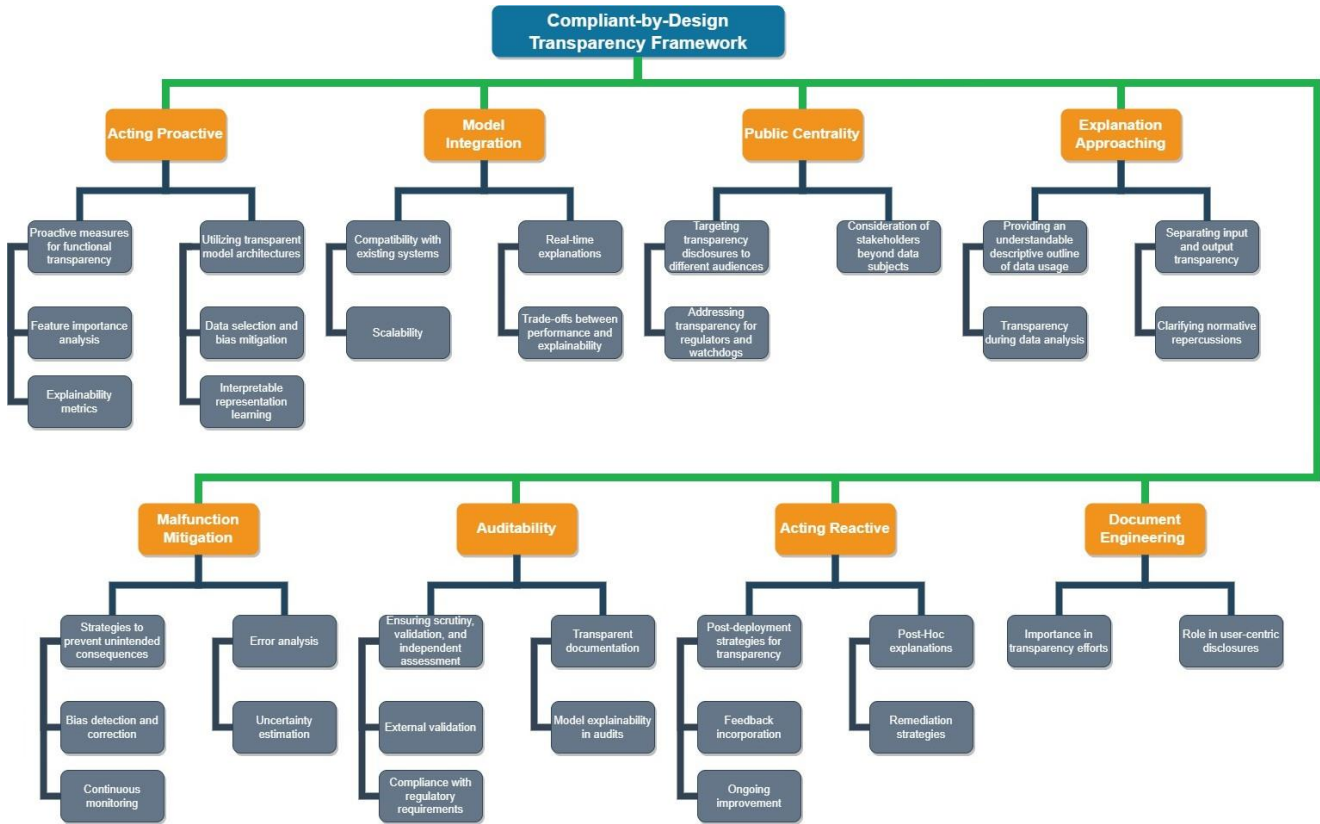 Compliant-by-Design
Transparency Framework
Acting Proactive
Model
Integration
Public Centrality
Explanation
Approaching
Proactive measures
for functional
transparency
Utilizing transparent
model architectures
Compatibility with
existing systems
Real-time
explanations
Targeting
transparency
disclosures to
different audiences
Consideration of
stakeholders
beyond data
subjects
Providing an
understandable
descriptive outline
of data usage
Separating input
and output
transparency
Feature importance
analysis
Data selection and
bias mitigation
Scalability
Trade-offs between
performance and
explainability
Addressing
transparency for
regulators and
watchdogs
Transparency
during data analysis
Clarifying normative
repercussions
Explainability
metrics
Interpretable
representation
learning
Malfunction
Mitigation
Auditability
Acting Reactive
Document
Engineering
Strategies to
prevent unintended
consequences
Error analysis
Ensuring scrutiny,
validation, and
independent
assessment
Transparent
documentation
Post-deployment
strategies for
transparency
Post-Hoc
explanations
Importance in
transparency efforts
Role in user-centric
disclosures
Bias detection and
correction
Uncertainty
estimation
External validation
Model explainability
in audits
Feedback
incorporation
Remediation
strategies
Continuous
monitoring
Compliance with
regulatory
requirements
Ongoing
improvement